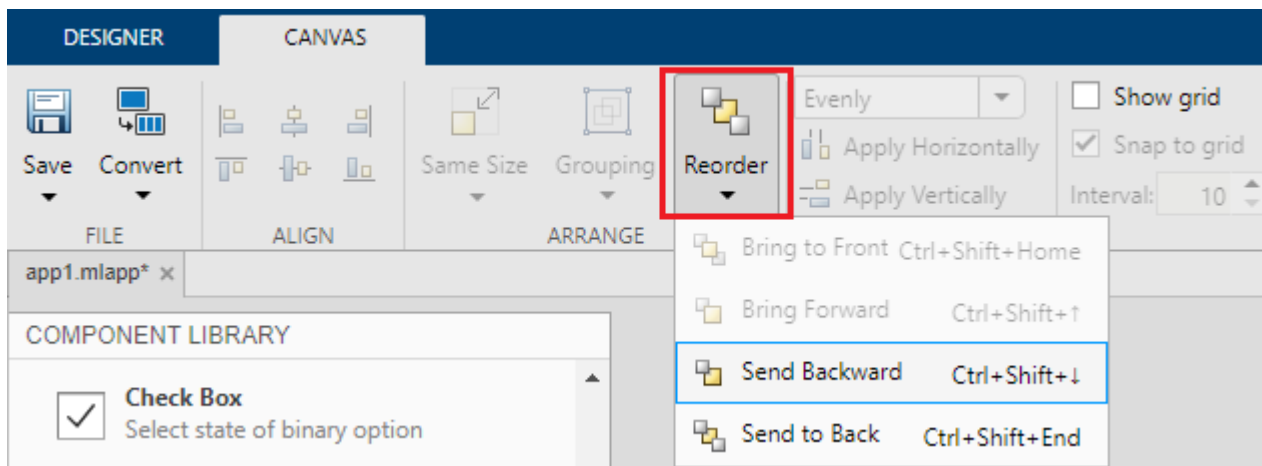 DESIGNER CANVAS
Save Convert Same Size Grouping Reorder Evenly Show grid
Apply Horizontally Snap to grid
Apply Vertically Interval: 10
FILE ALIGN ARRANGE
app1.mlapp* ×
Bring to Front Ctrl+Shift+Home
Bring Forward Ctrl+Shift+↑
COMPONENT LIBRARY
Send Backward Ctrl+Shift+↓
Check Box
Select state of binary option
Send to Back Ctrl+Shift+End